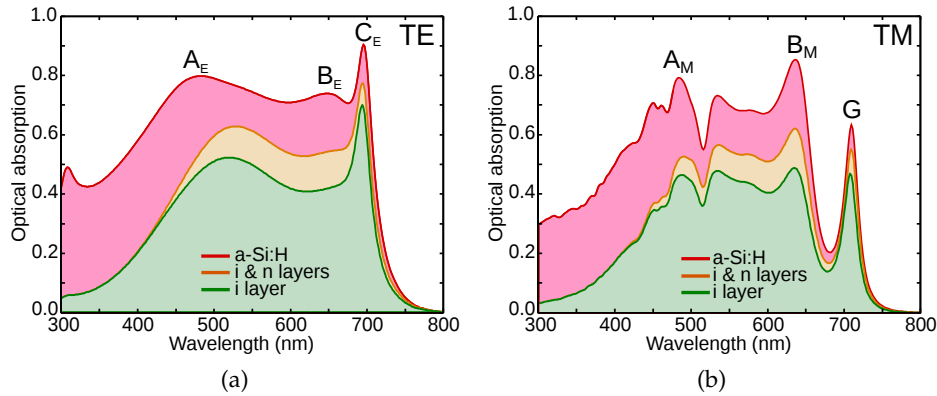 TE
A_E
B_E
C_E
Optical absorption
1.0
0.8
0.6
0.4
0.2
0.0
a-Si:H
i & n layers
i layer
300 400 500 600 700 800
Wavelength (nm)
(a)
TM
A_M
B_M
G
Optical absorption
1.0
0.8
0.6
0.4
0.2
0.0
a-Si:H
i & n layers
i layer
300 400 500 600 700 800
Wavelength (nm)
(b)